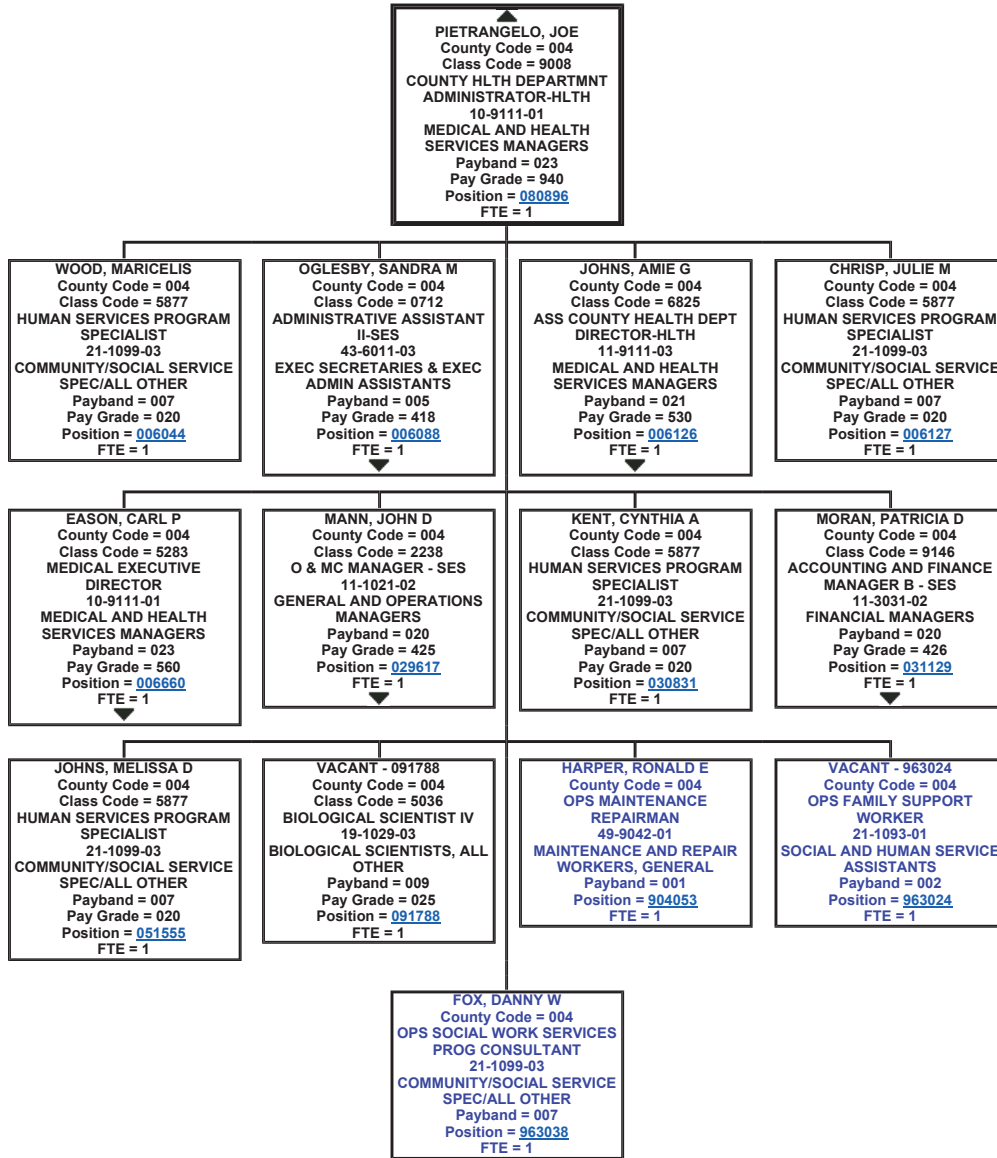 PIETRANGELO, JOE
County Code = 004
Class Code = 9008
COUNTY HLTH DEPARTMNT
ADMINISTRATOR-HLTH
10-9111-01
MEDICAL AND HEALTH
SERVICES MANAGERS
Payband = 023
Pay Grade = 940
Position = 080896
FTE = 1
WOOD, MARICELIS
County Code = 004
Class Code = 5877
HUMAN SERVICES PROGRAM
SPECIALIST
21-1099-03
COMMUNITY/SOCIAL SERVICE
SPEC/ALL OTHER
Payband = 007
Pay Grade = 020
Position = 006044
FTE = 1
OGLESBY, SANDRA M
County Code = 004
Class Code = 0712
ADMINISTRATIVE ASSISTANT
II-SES
43-6011-03
EXEC SECRETARIES & EXEC
ADMIN ASSISTANTS
Payband = 005
Pay Grade = 418
Position = 006088
FTE = 1
JOHNS, AMIE G
County Code = 004
Class Code = 6825
ASS COUNTY HEALTH DEPT
DIRECTOR-HLTH
11-9111-03
MEDICAL AND HEALTH
SERVICES MANAGERS
Payband = 021
Pay Grade = 530
Position = 006126
FTE = 1
CHRISP, JULIE M
County Code = 004
Class Code = 5877
HUMAN SERVICES PROGRAM
SPECIALIST
21-1099-03
COMMUNITY/SOCIAL SERVICE
SPEC/ALL OTHER
Payband = 007
Pay Grade = 020
Position = 006127
FTE = 1
EASON, CARL P
County Code = 004
Class Code = 5283
MEDICAL EXECUTIVE
DIRECTOR
10-9111-01
MEDICAL AND HEALTH
SERVICES MANAGERS
Payband = 023
Pay Grade = 560
Position = 006660
FTE = 1
MANN, JOHN D
County Code = 004
Class Code = 2238
O & MC MANAGER - SES
11-1021-02
GENERAL AND OPERATIONS
MANAGERS
Payband = 020
Pay Grade = 425
Position = 029617
FTE = 1
KENT, CYNTHIA A
County Code = 004
Class Code = 5877
HUMAN SERVICES PROGRAM
SPECIALIST
21-1099-03
COMMUNITY/SOCIAL SERVICE
SPEC/ALL OTHER
Payband = 007
Pay Grade = 020
Position = 030831
FTE = 1
MORAN, PATRICIA D
County Code = 004
Class Code = 9146
ACCOUNTING AND FINANCE
MANAGER B - SES
11-3031-02
FINANCIAL MANAGERS
Payband = 020
Pay Grade = 426
Position = 031129
FTE = 1
JOHNS, MELISSA D
County Code = 004
Class Code = 5877
HUMAN SERVICES PROGRAM
SPECIALIST
21-1099-03
COMMUNITY/SOCIAL SERVICE
SPEC/ALL OTHER
Payband = 007
Pay Grade = 020
Position = 051555
FTE = 1
VACANT - 091788
County Code = 004
Class Code = 5036
BIOLOGICAL SCIENTIST IV
19-1029-03
BIOLOGICAL SCIENTISTS, ALL
OTHER
Payband = 009
Pay Grade = 025
Position = 091788
FTE = 1
HARPER, RONALD E
County Code = 004
OPS MAINTENANCE
REPAIRMAN
49-9042-01
MAINTENANCE AND REPAIR
WORKERS, GENERAL
Payband = 001
Position = 904053
FTE = 1
VACANT - 963024
County Code = 004
OPS FAMILY SUPPORT
WORKER
21-1093-01
SOCIAL AND HUMAN SERVICE
ASSISTANTS
Payband = 002
Position = 963024
FTE = 1
FOX, DANNY W
County Code = 004
OPS SOCIAL WORK SERVICES
PROG CONSULTANT
21-1099-03
COMMUNITY/SOCIAL SERVICE
SPEC/ALL OTHER
Payband = 007
Position = 963038
FTE = 1